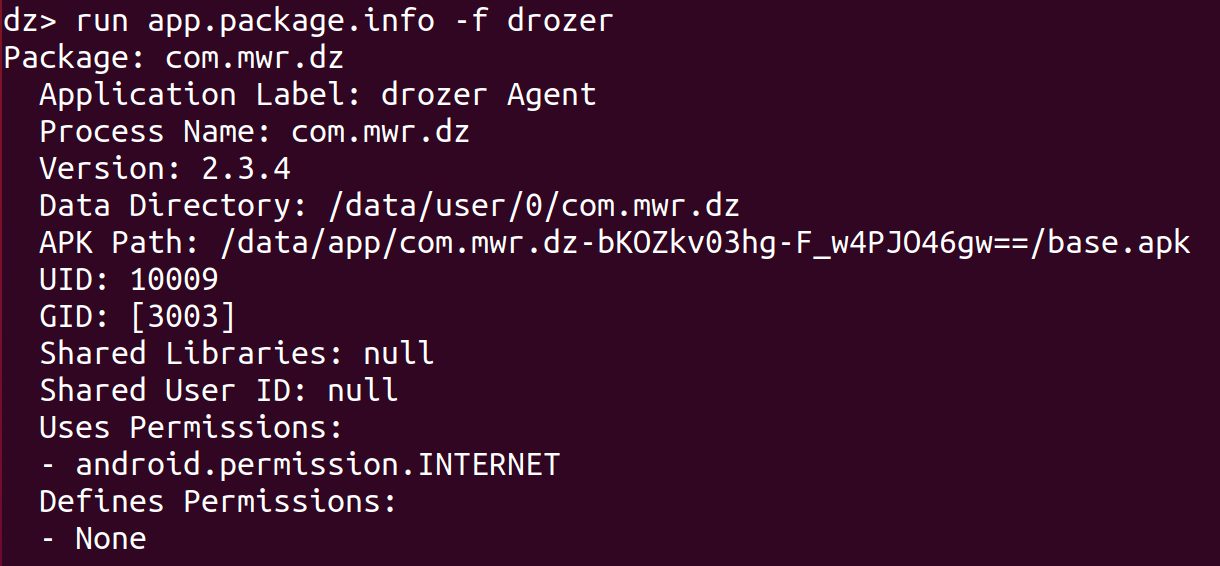 dz> run app.package.info -f drozer
Package: com.mwr.dz
  Application Label: drozer Agent
  Process Name: com.mwr.dz
  Version: 2.3.4
  Data Directory: /data/user/0/com.mwr.dz
  APK Path: /data/app/com.mwr.dz-bKOZkv03hg-F_w4PJO46gw==/base.apk
  UID: 10009
  GID: [3003]
  Shared Libraries: null
  Shared User ID: null
  Uses Permissions:
  - android.permission.INTERNET
  Defines Permissions:
  - None